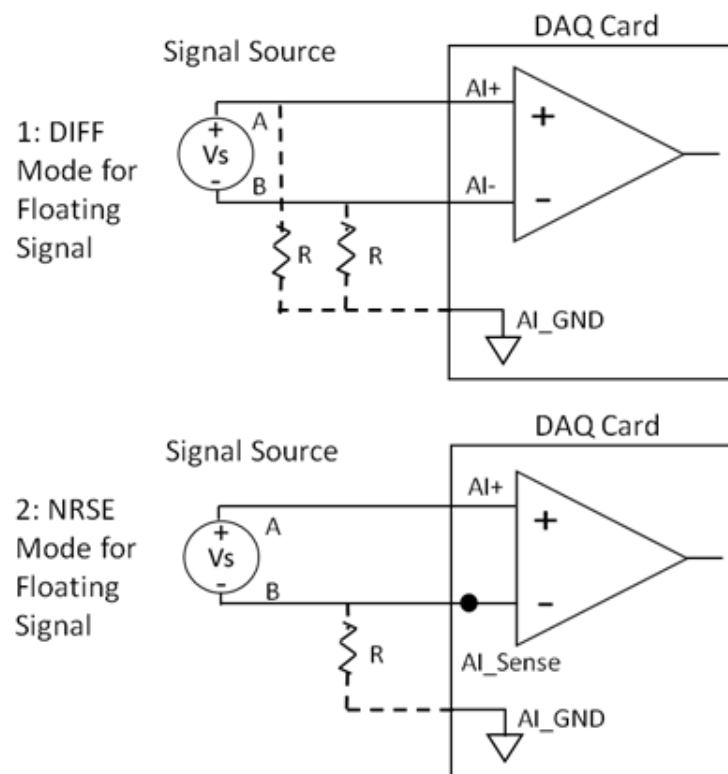 DAQ Card
Signal Source
1: DIFF
Mode for
Floating
Signal
+
Vs
-
A
B
AI+
AI-
+
-
R
R
AI_GND
DAQ Card
Signal Source
2: NRSE
Mode for
Floating
Signal
+
Vs
-
A
B
AI+
+
-
AI_Sense
R
AI_GND